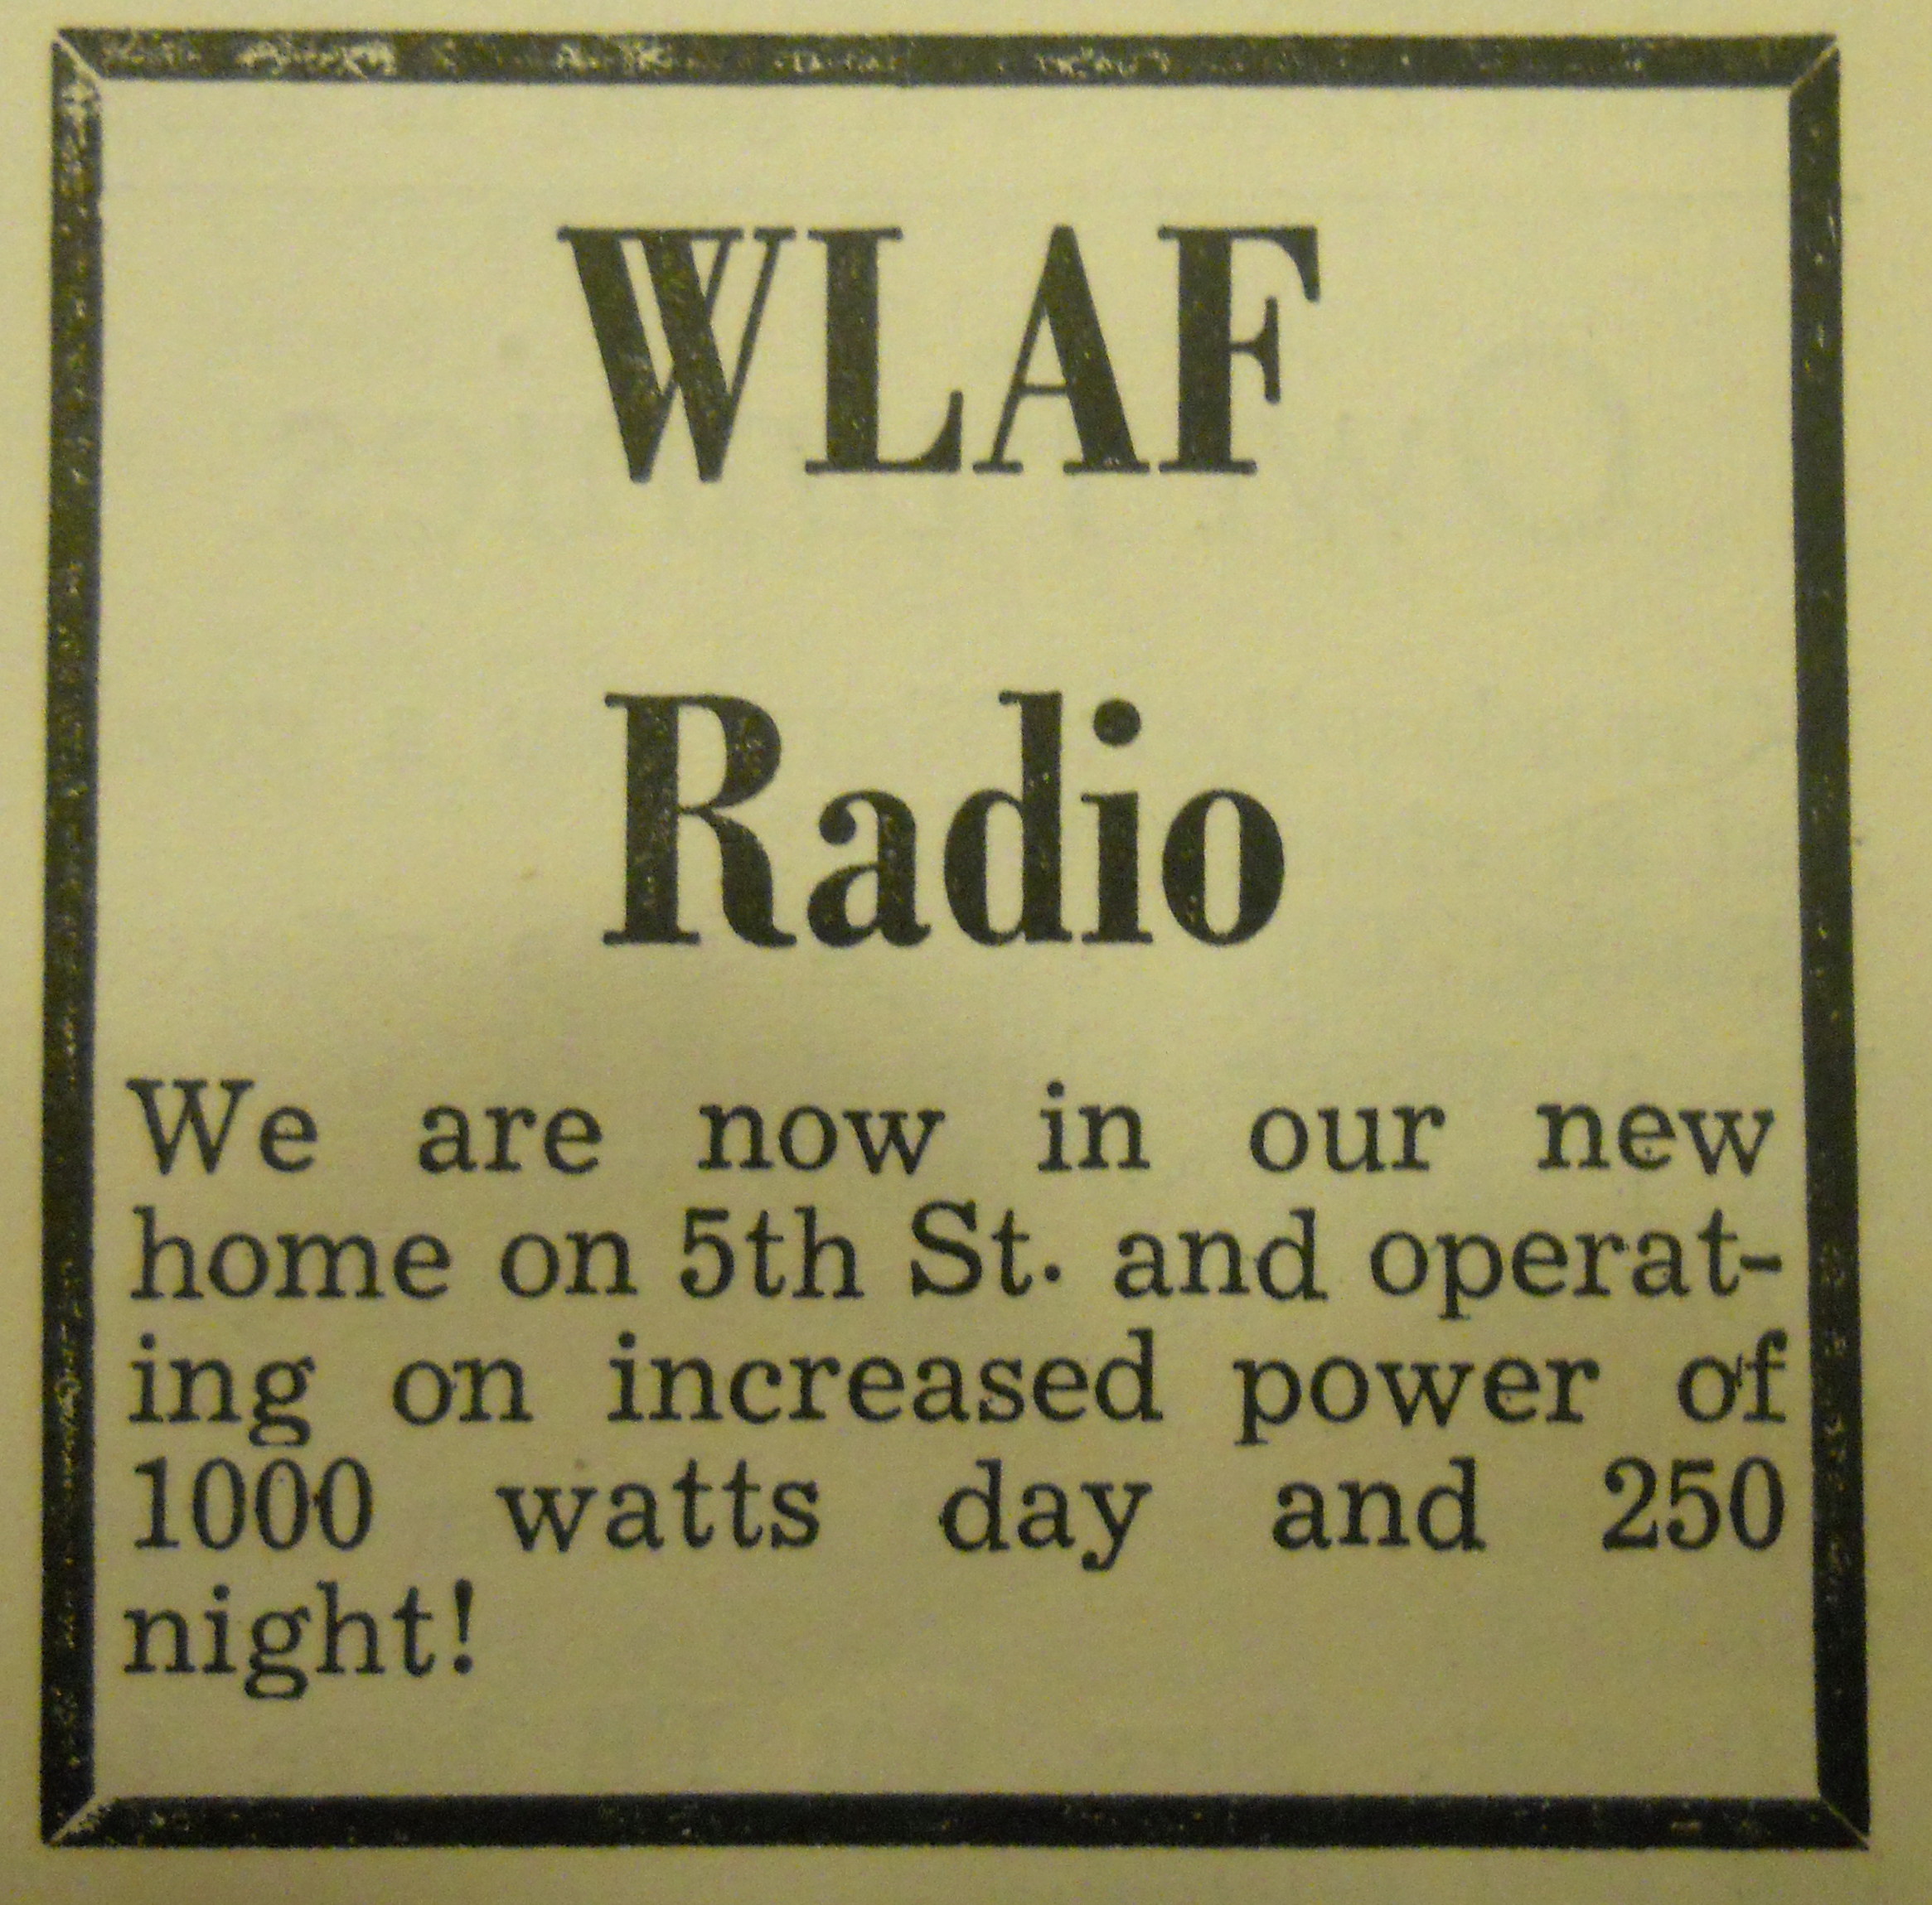 WLAF
Radio
We are now in our new
home on 5th St. and operat-
ing on increased power of
1000 watts day and 250
night!